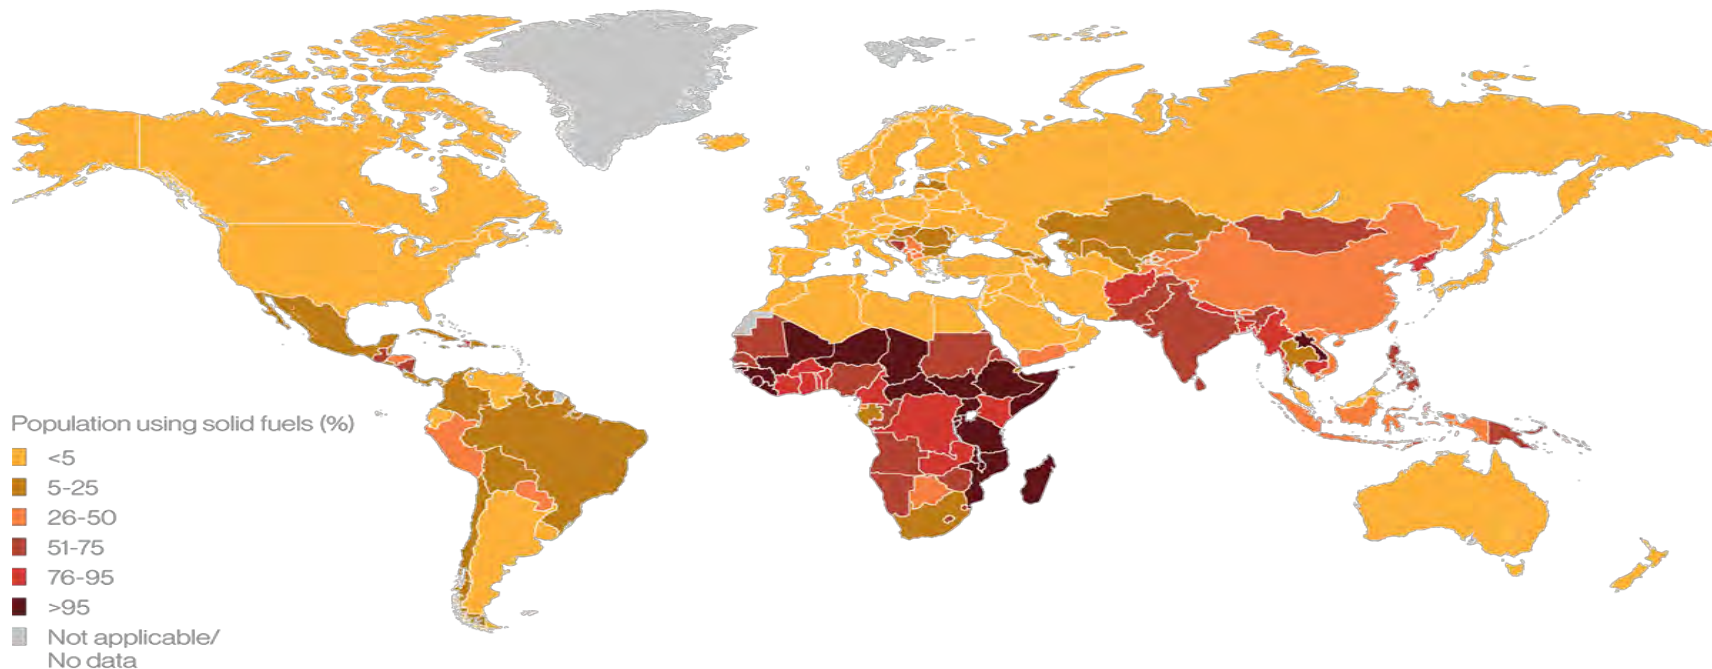 Population using solid fuels (%)
<5
5-25
26-50
51-75
76-95
>95
Not applicable/
No data